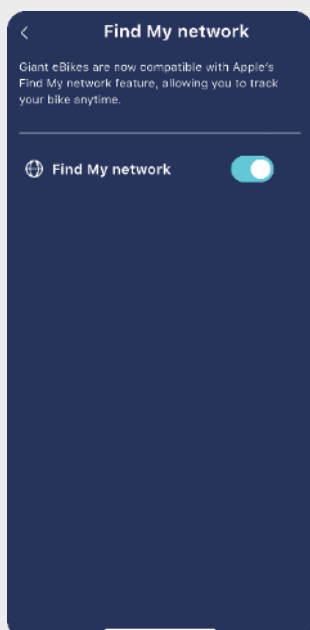 Find My network
Giant eBikes are now compatible with Apple's
Find My network feature, allowing you to track
your bike anytime.
Find My network